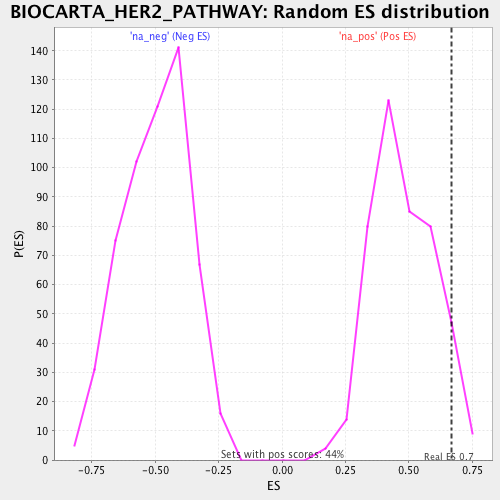 BIOCARTA_HER2_PATHWAY: Random ES distribution
'na_neg' (Neg ES)
'na_pos' (Pos ES)
140
130
120
110
100
90
80
70
60
50
40
30
20
10
0
P(ES)
Sets with pos scores: 44%
Real ES 0.7
-0.75 -0.50 -0.25 0.00 0.25 0.50 0.75
ES